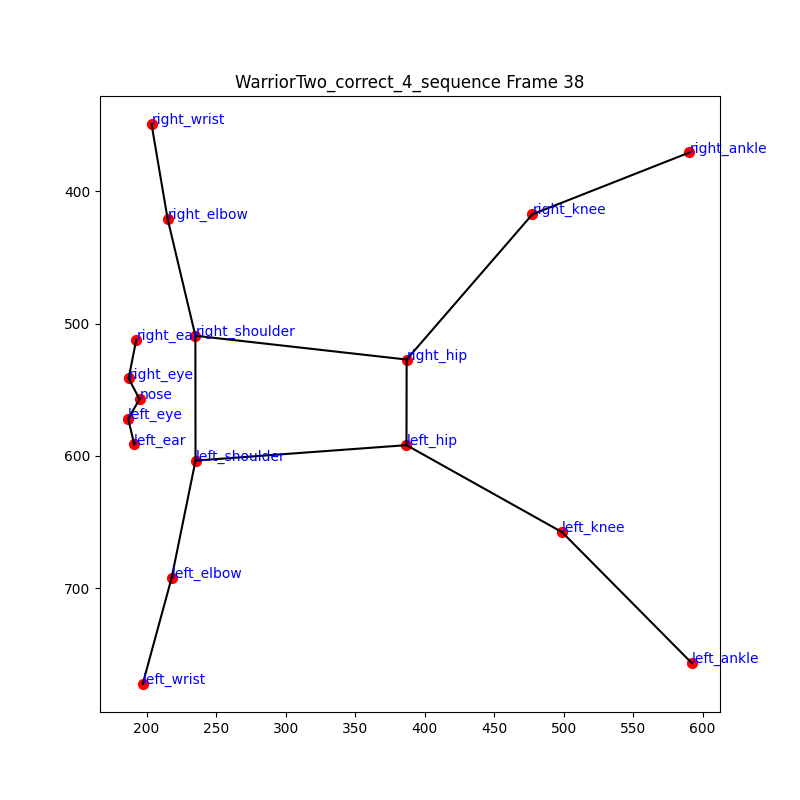 WarriorTwo_correct_4_sequence Frame 38
right_wrist
right_ankle
400
right_elbow
right_knee
500
right_shoulder
right_ear
right_hip
right_eye
nose
left_eye
left_ear
left_hip
600
left_shoulder
left_knee
left_elbow
700
left_ankle
left_wrist
200 250 300 350 400 450 500 550 600